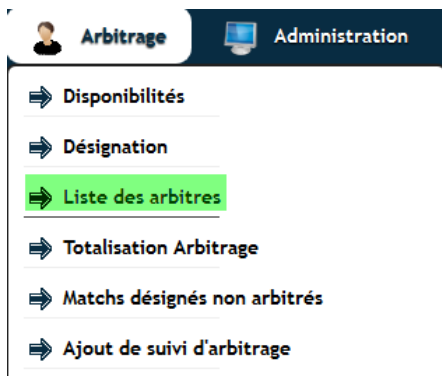 Arbitrage Administration
Disponibilités
Désignation
Liste des arbitres
Totalisation Arbitrage
Matchs désignés non arbitrés
Ajout de suivi d'arbitrage